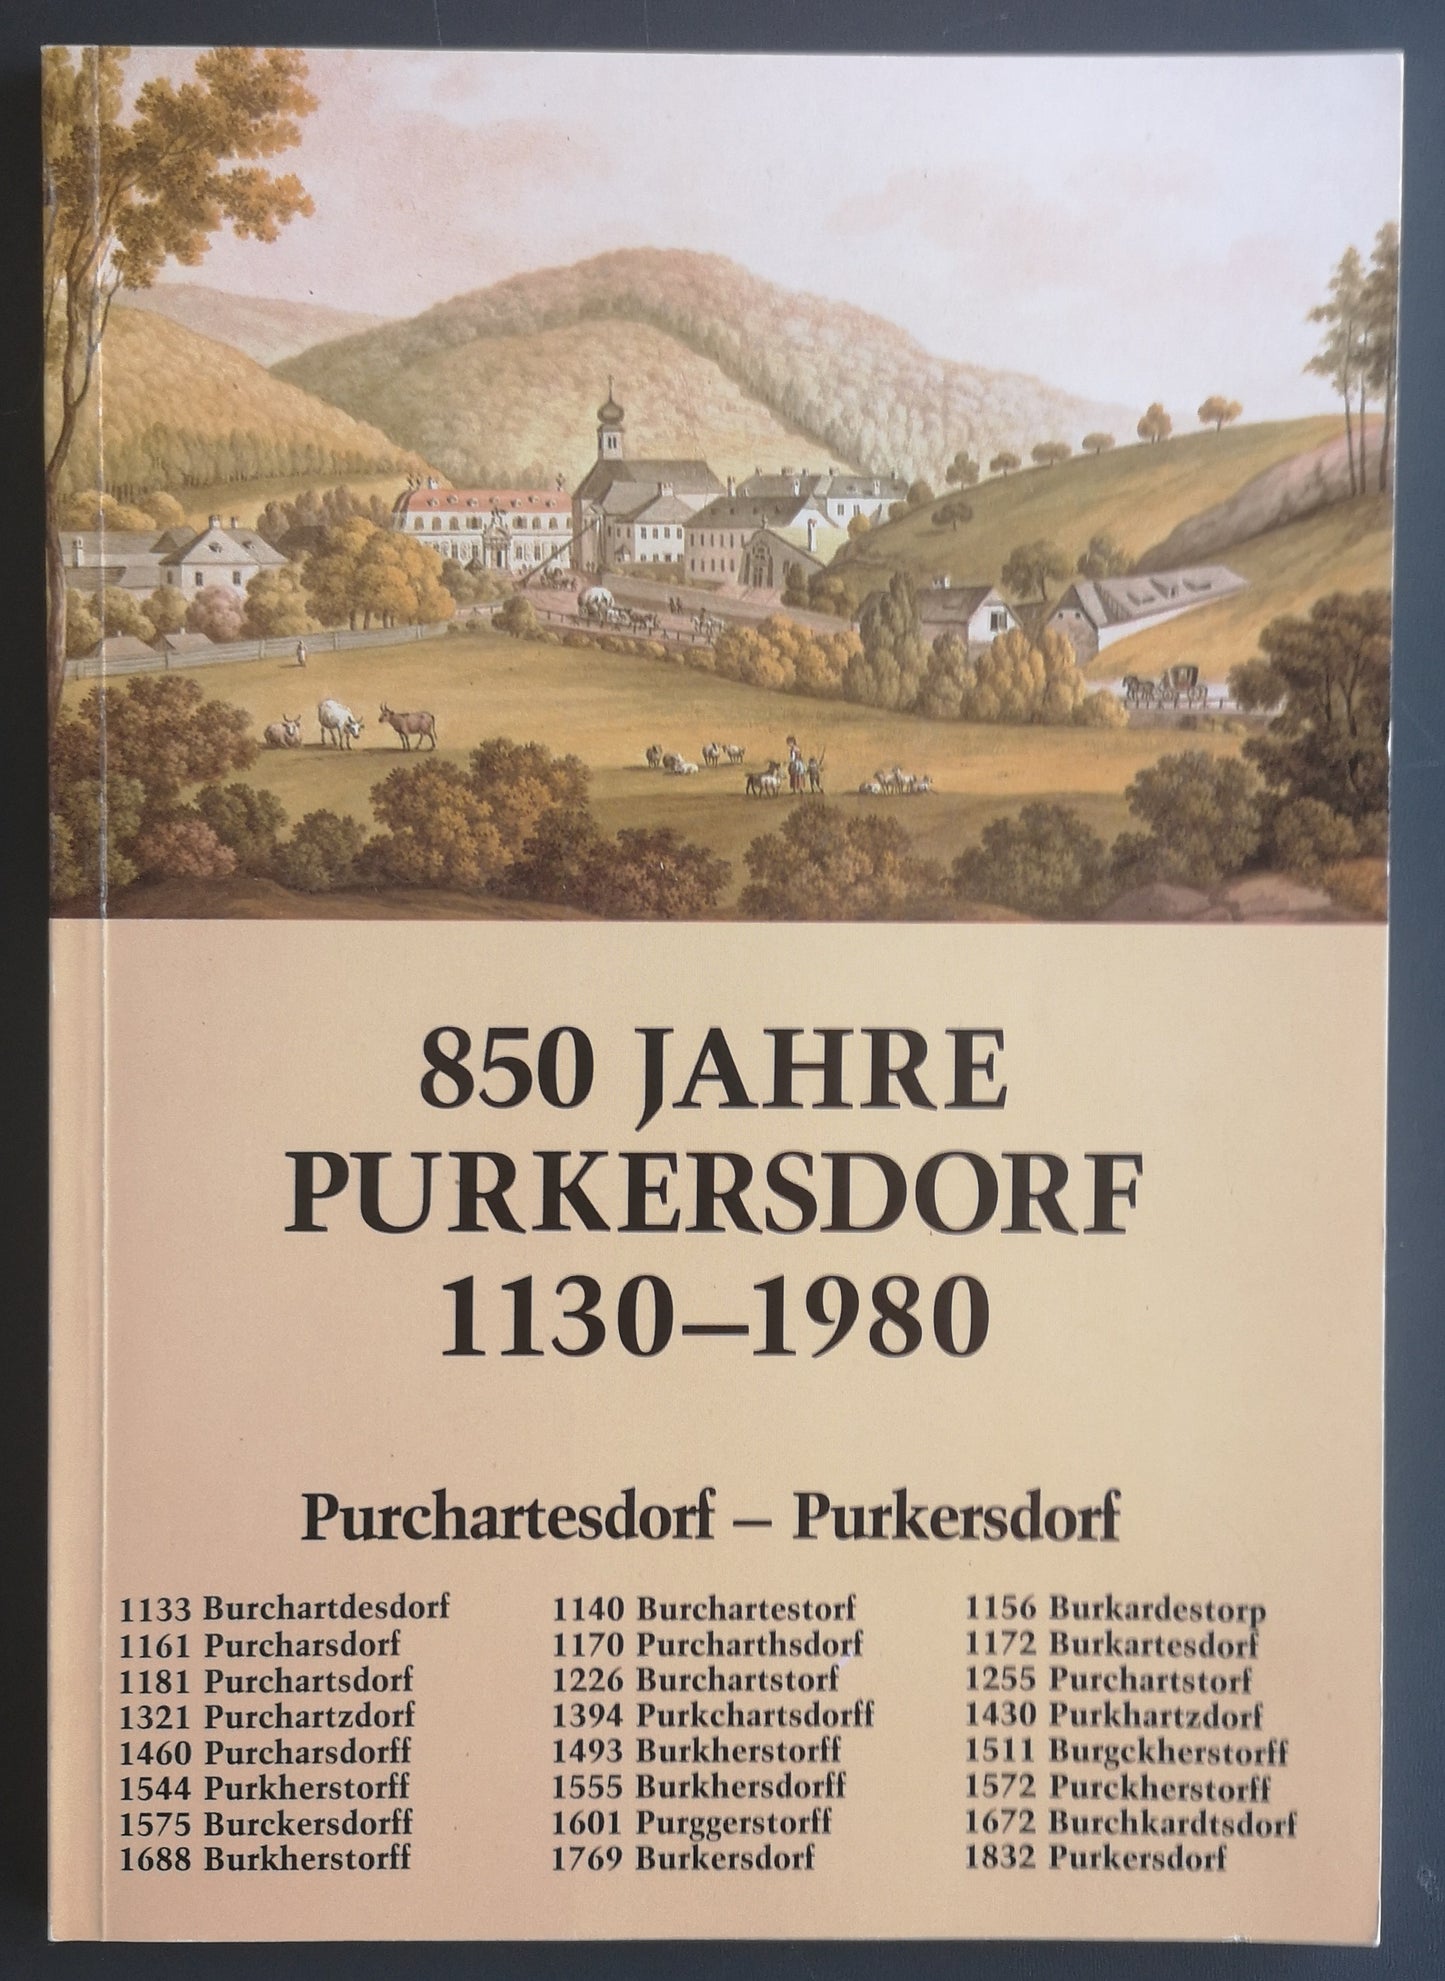 850 JAHRE
PURKERSDORF
1130–1980
Purchartesdorf – Purkersdorf
1133 Burchartdesdorf 1140 Burchartestorf 1156 Burkardestorp
1161 Purcharsdorf 1170 Purcharthsdorf 1172 Burkartesdorf
1181 Purchartsdorf 1226 Burchartstorf 1255 Purchartstorf
1321 Purchartzdorf 1394 Purkchartsdorff 1430 Purkhartzdorf
1460 Purcharsdorff 1493 Burkherstorff 1511 Burgckherstorff
1544 Purkherstorff 1555 Burkhersdorff 1572 Purckherstorff
1575 Burckersdorff 1601 Purggerstorff 1672 Burchkardtsdorf
1688 Burkherstorff 1769 Burkersdorf 1832 Purkersdorf